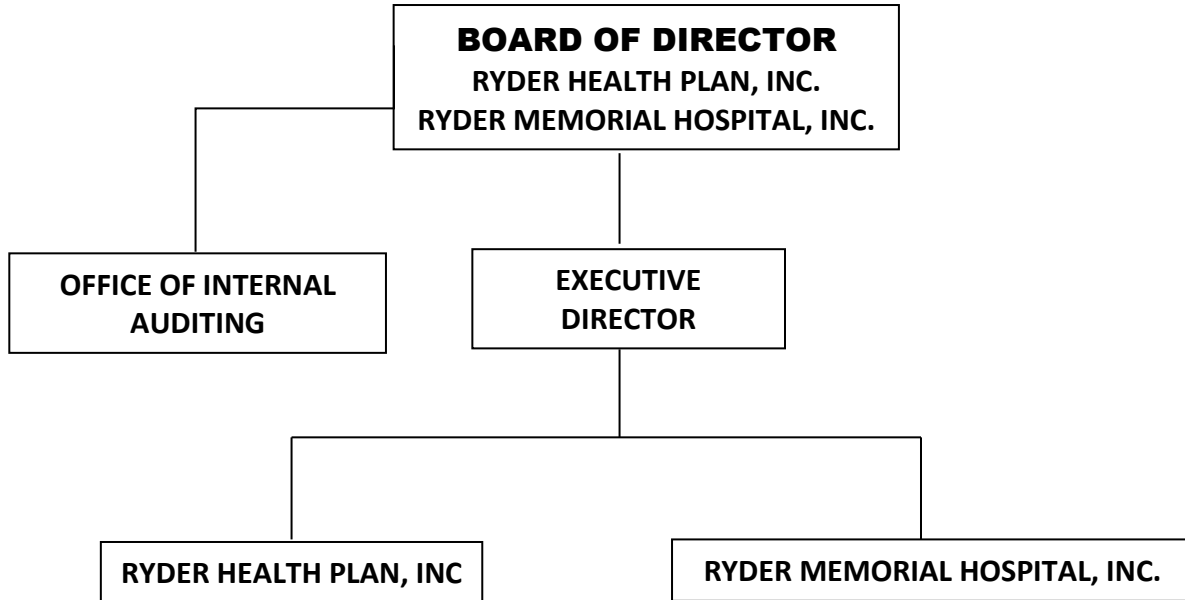 BOARD OF DIRECTOR
RYDER HEALTH PLAN, INC.
RYDER MEMORIAL HOSPITAL, INC.
OFFICE OF INTERNAL
AUDITING
EXECUTIVE
DIRECTOR
RYDER HEALTH PLAN, INC
RYDER MEMORIAL HOSPITAL, INC.